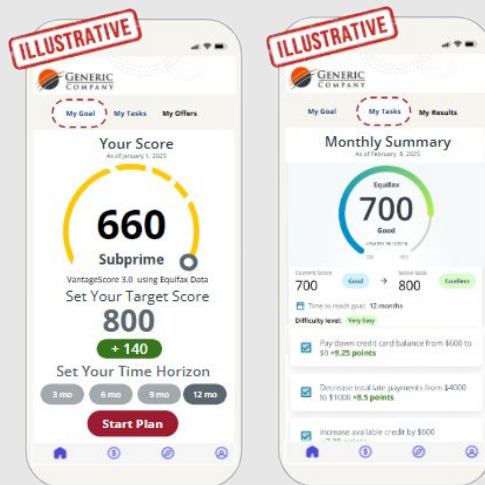 ILLUSTRATIVE
GENERIC
COMPANY
My Goal My Tasks My Offers
Your Score
As of January 1, 2025
660
Subprime
VantageScore 3.0 using Equifax Data
Set Your Target Score
800
+ 140
Set Your Time Horizon
3 mo 6 mo 9 mo 12 mo
Start Plan
ILLUSTRATIVE
GENERIC
COMPANY
My Goal My Tasks My Results
Monthly Summary
As of February 8, 2025
Equifax
700
Good
Current Score Score Goal
700 Good → 800 Excellent
Time to reach goal: 12 months
Difficulty level: Very Easy
Pay down credit card balance from $600 to
$0 +9.25 points
Decrease total late payments from $4000
to $1000 +8.5 points
Increase available credit by $600